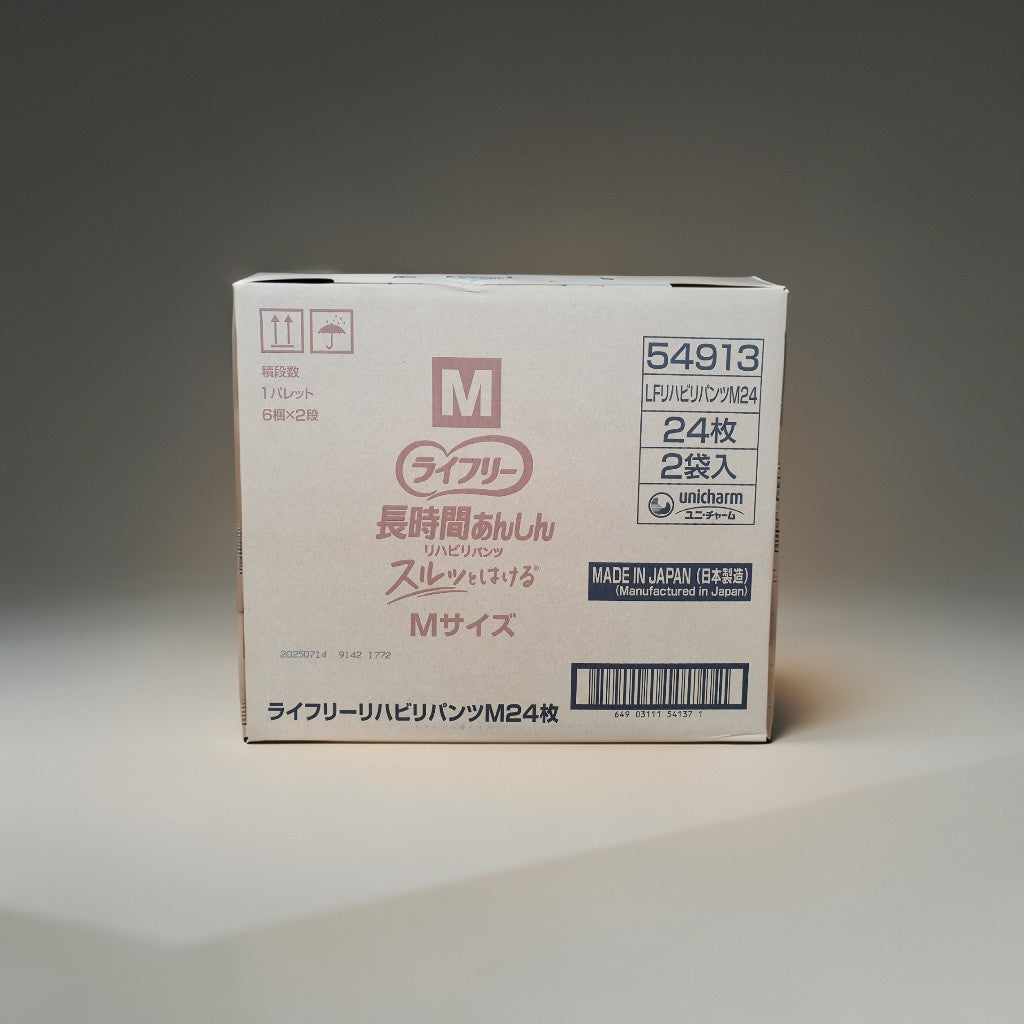 積段数
1パレット
6梱×2段
M
ライフリー
長時間あんしん
リハビリパンツ
スルッとはける®
Mサイズ
20250714 9142 1772
ライフリーリハビリパンツM24枚
54913
LFリハビリパンツM24
24枚
2袋入
unicharm
ユニ・チャーム
MADE IN JAPAN（日本製造）
(Manufactured in Japan)
649 03111 54137 1